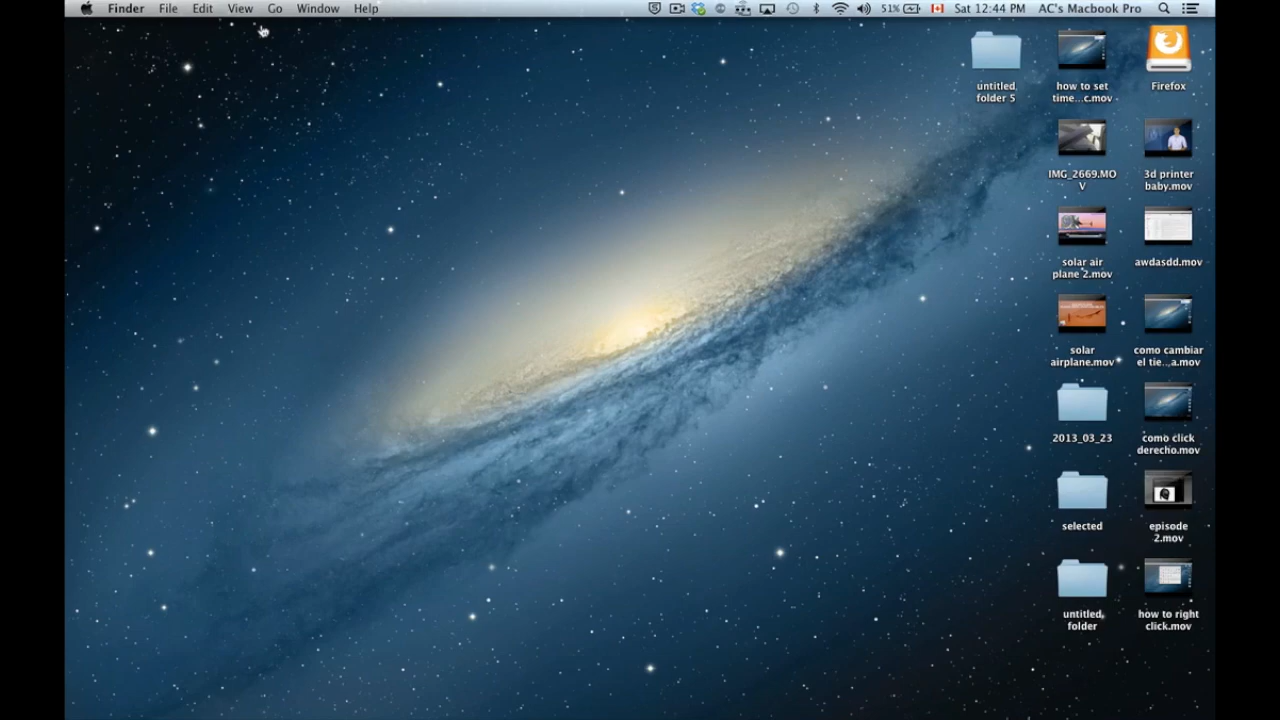 Finder File Edit View Go Window Help 51% Sat 12:44 PM AC's Macbook Pro
untitled
folder 5
how to set
time...c.mov
Firefox
IMG_2669.MO
V
3d printer
baby.mov
solar air
plane 2.mov
awdasdd.mov
solar
airplane.mov
como cambiar
el tie...a.mov
2013_03_23
como click
derecho.mov
selected
episode
2.mov
untitled
folder
how to right
click.mov